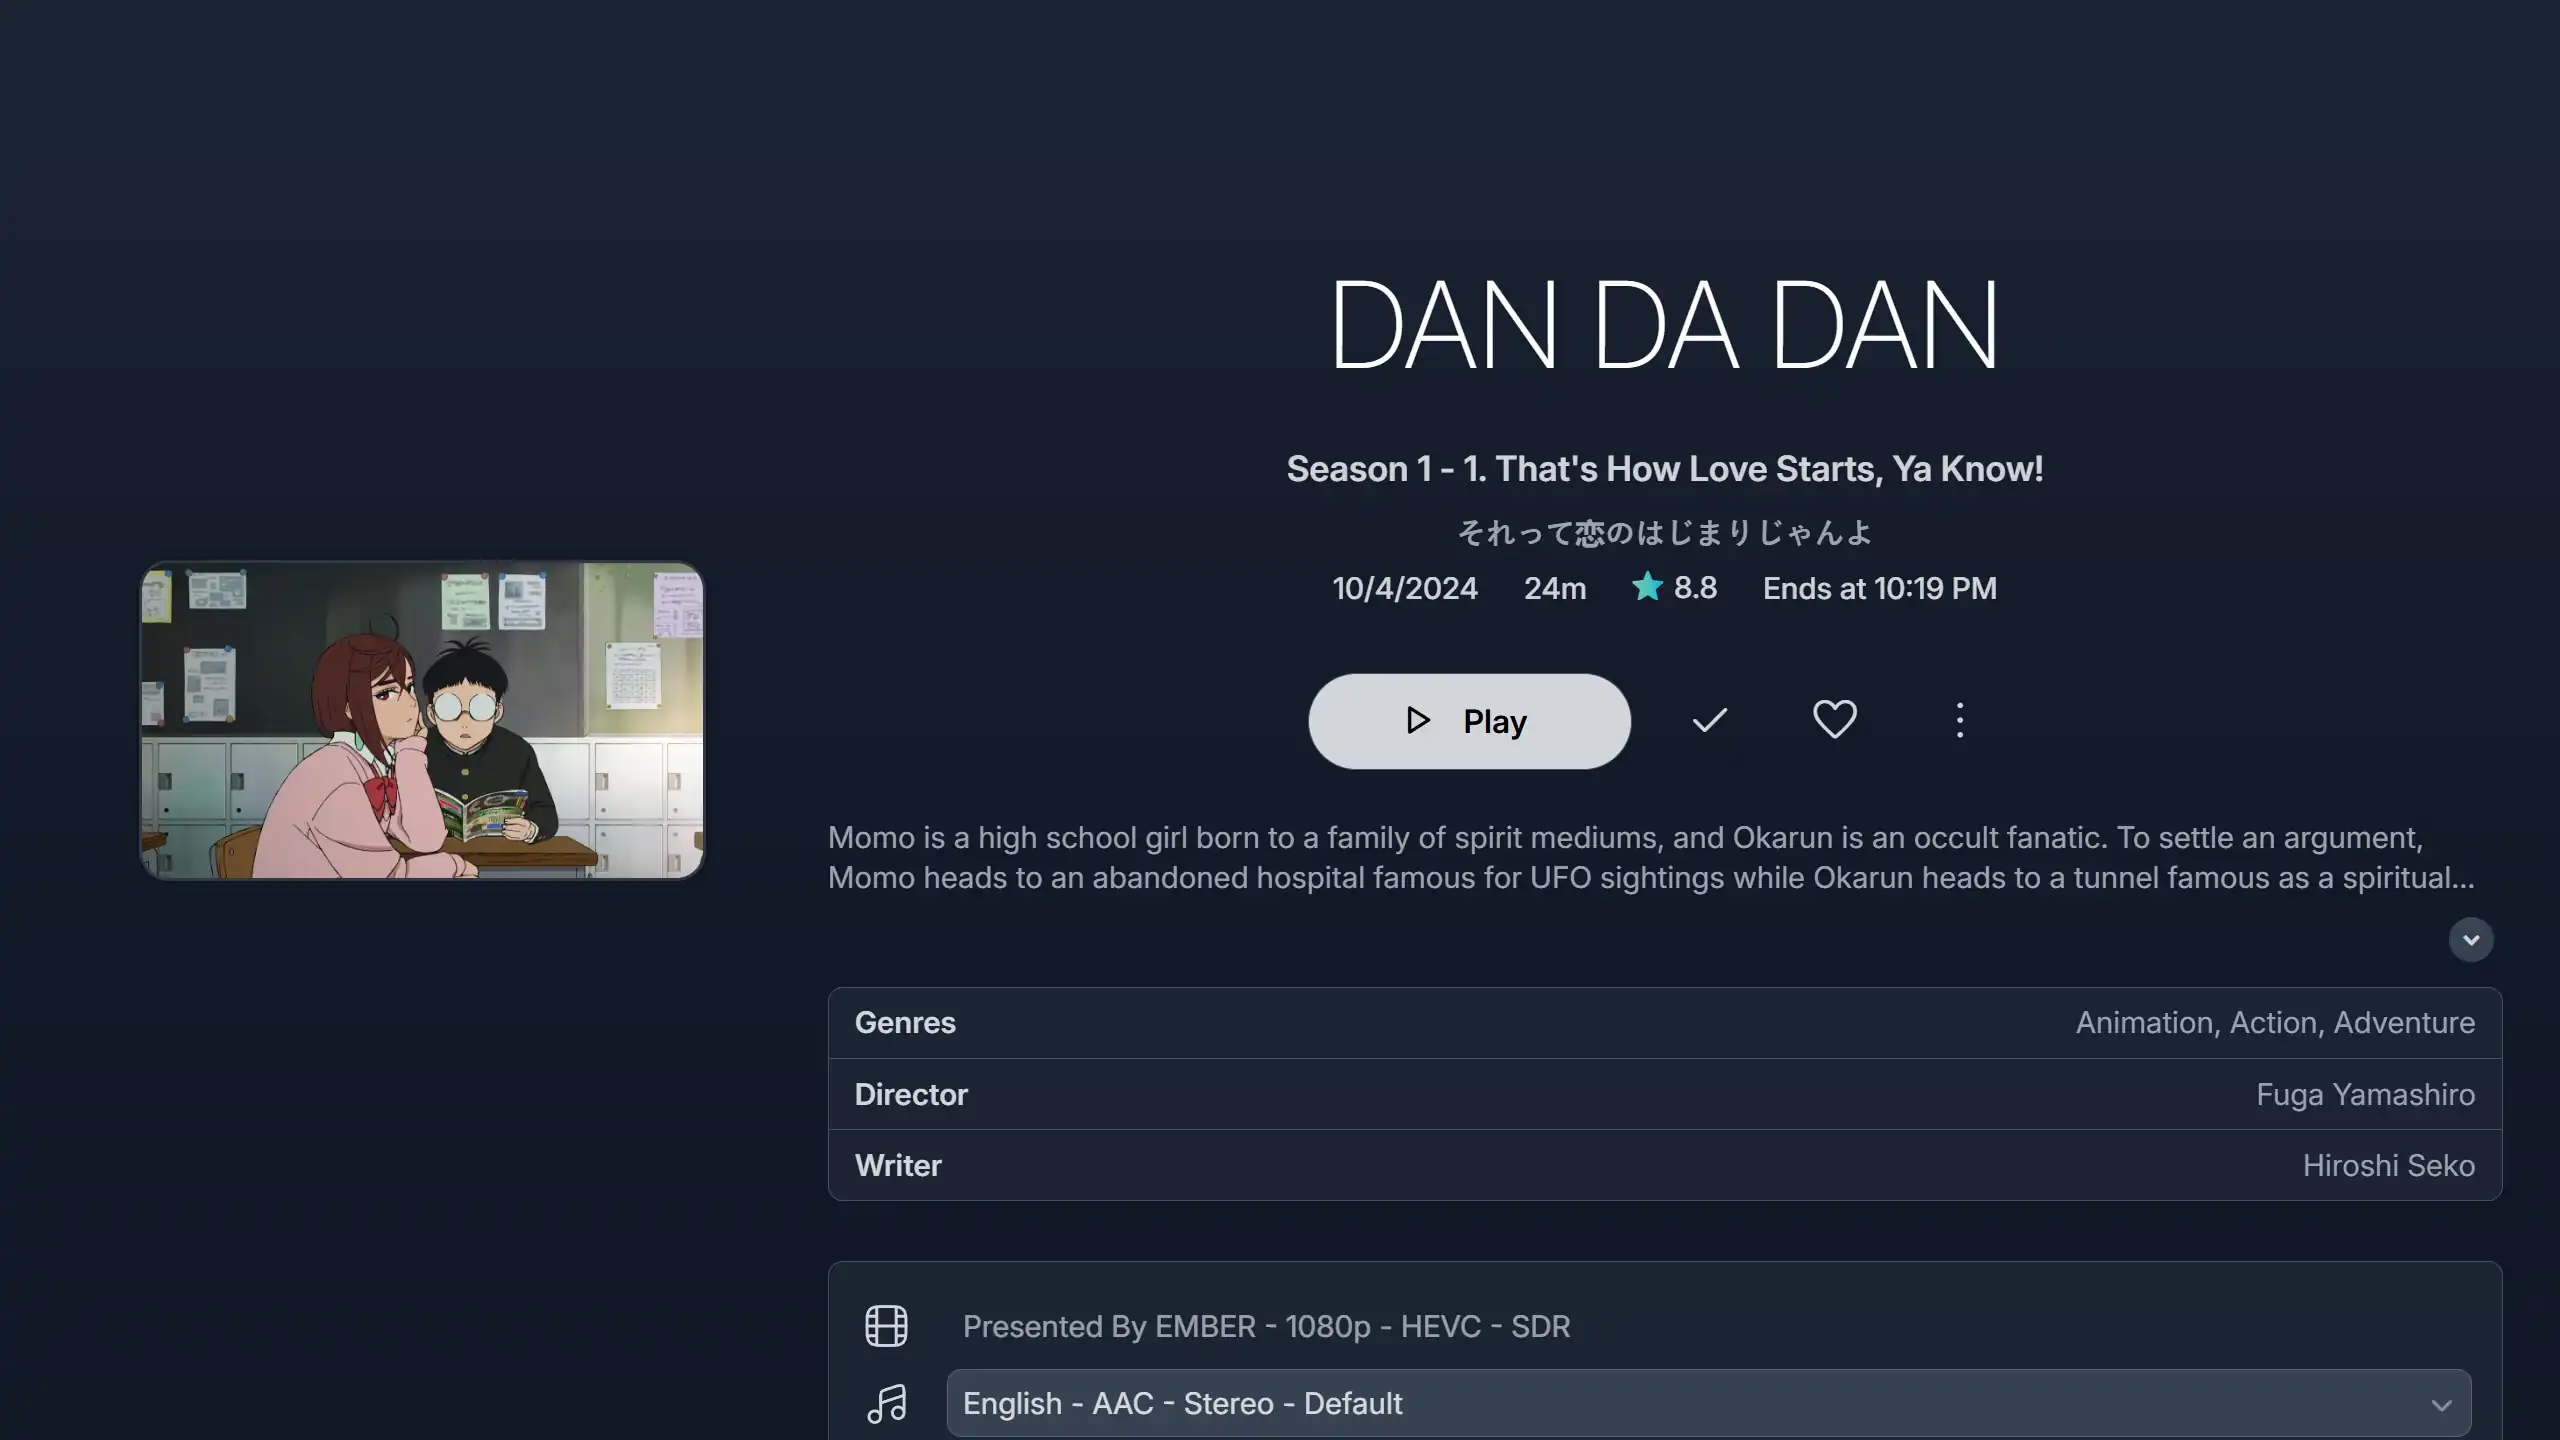 DAN DA DAN
Season 1 - 1. That's How Love Starts, Ya Know!
それって恋のはじまりじゃんよ
10/4/2024 24m 8.8 Ends at 10:19 PM
Play
Momo is a high school girl born to a family of spirit mediums, and Okarun is an occult fanatic. To settle an argument,
Momo heads to an abandoned hospital famous for UFO sightings while Okarun heads to a tunnel famous as a spiritual...
Genres Animation, Action, Adventure
Director Fuga Yamashiro
Writer Hiroshi Seko
Presented By EMBER - 1080p - HEVC - SDR
English - AAC - Stereo - Default